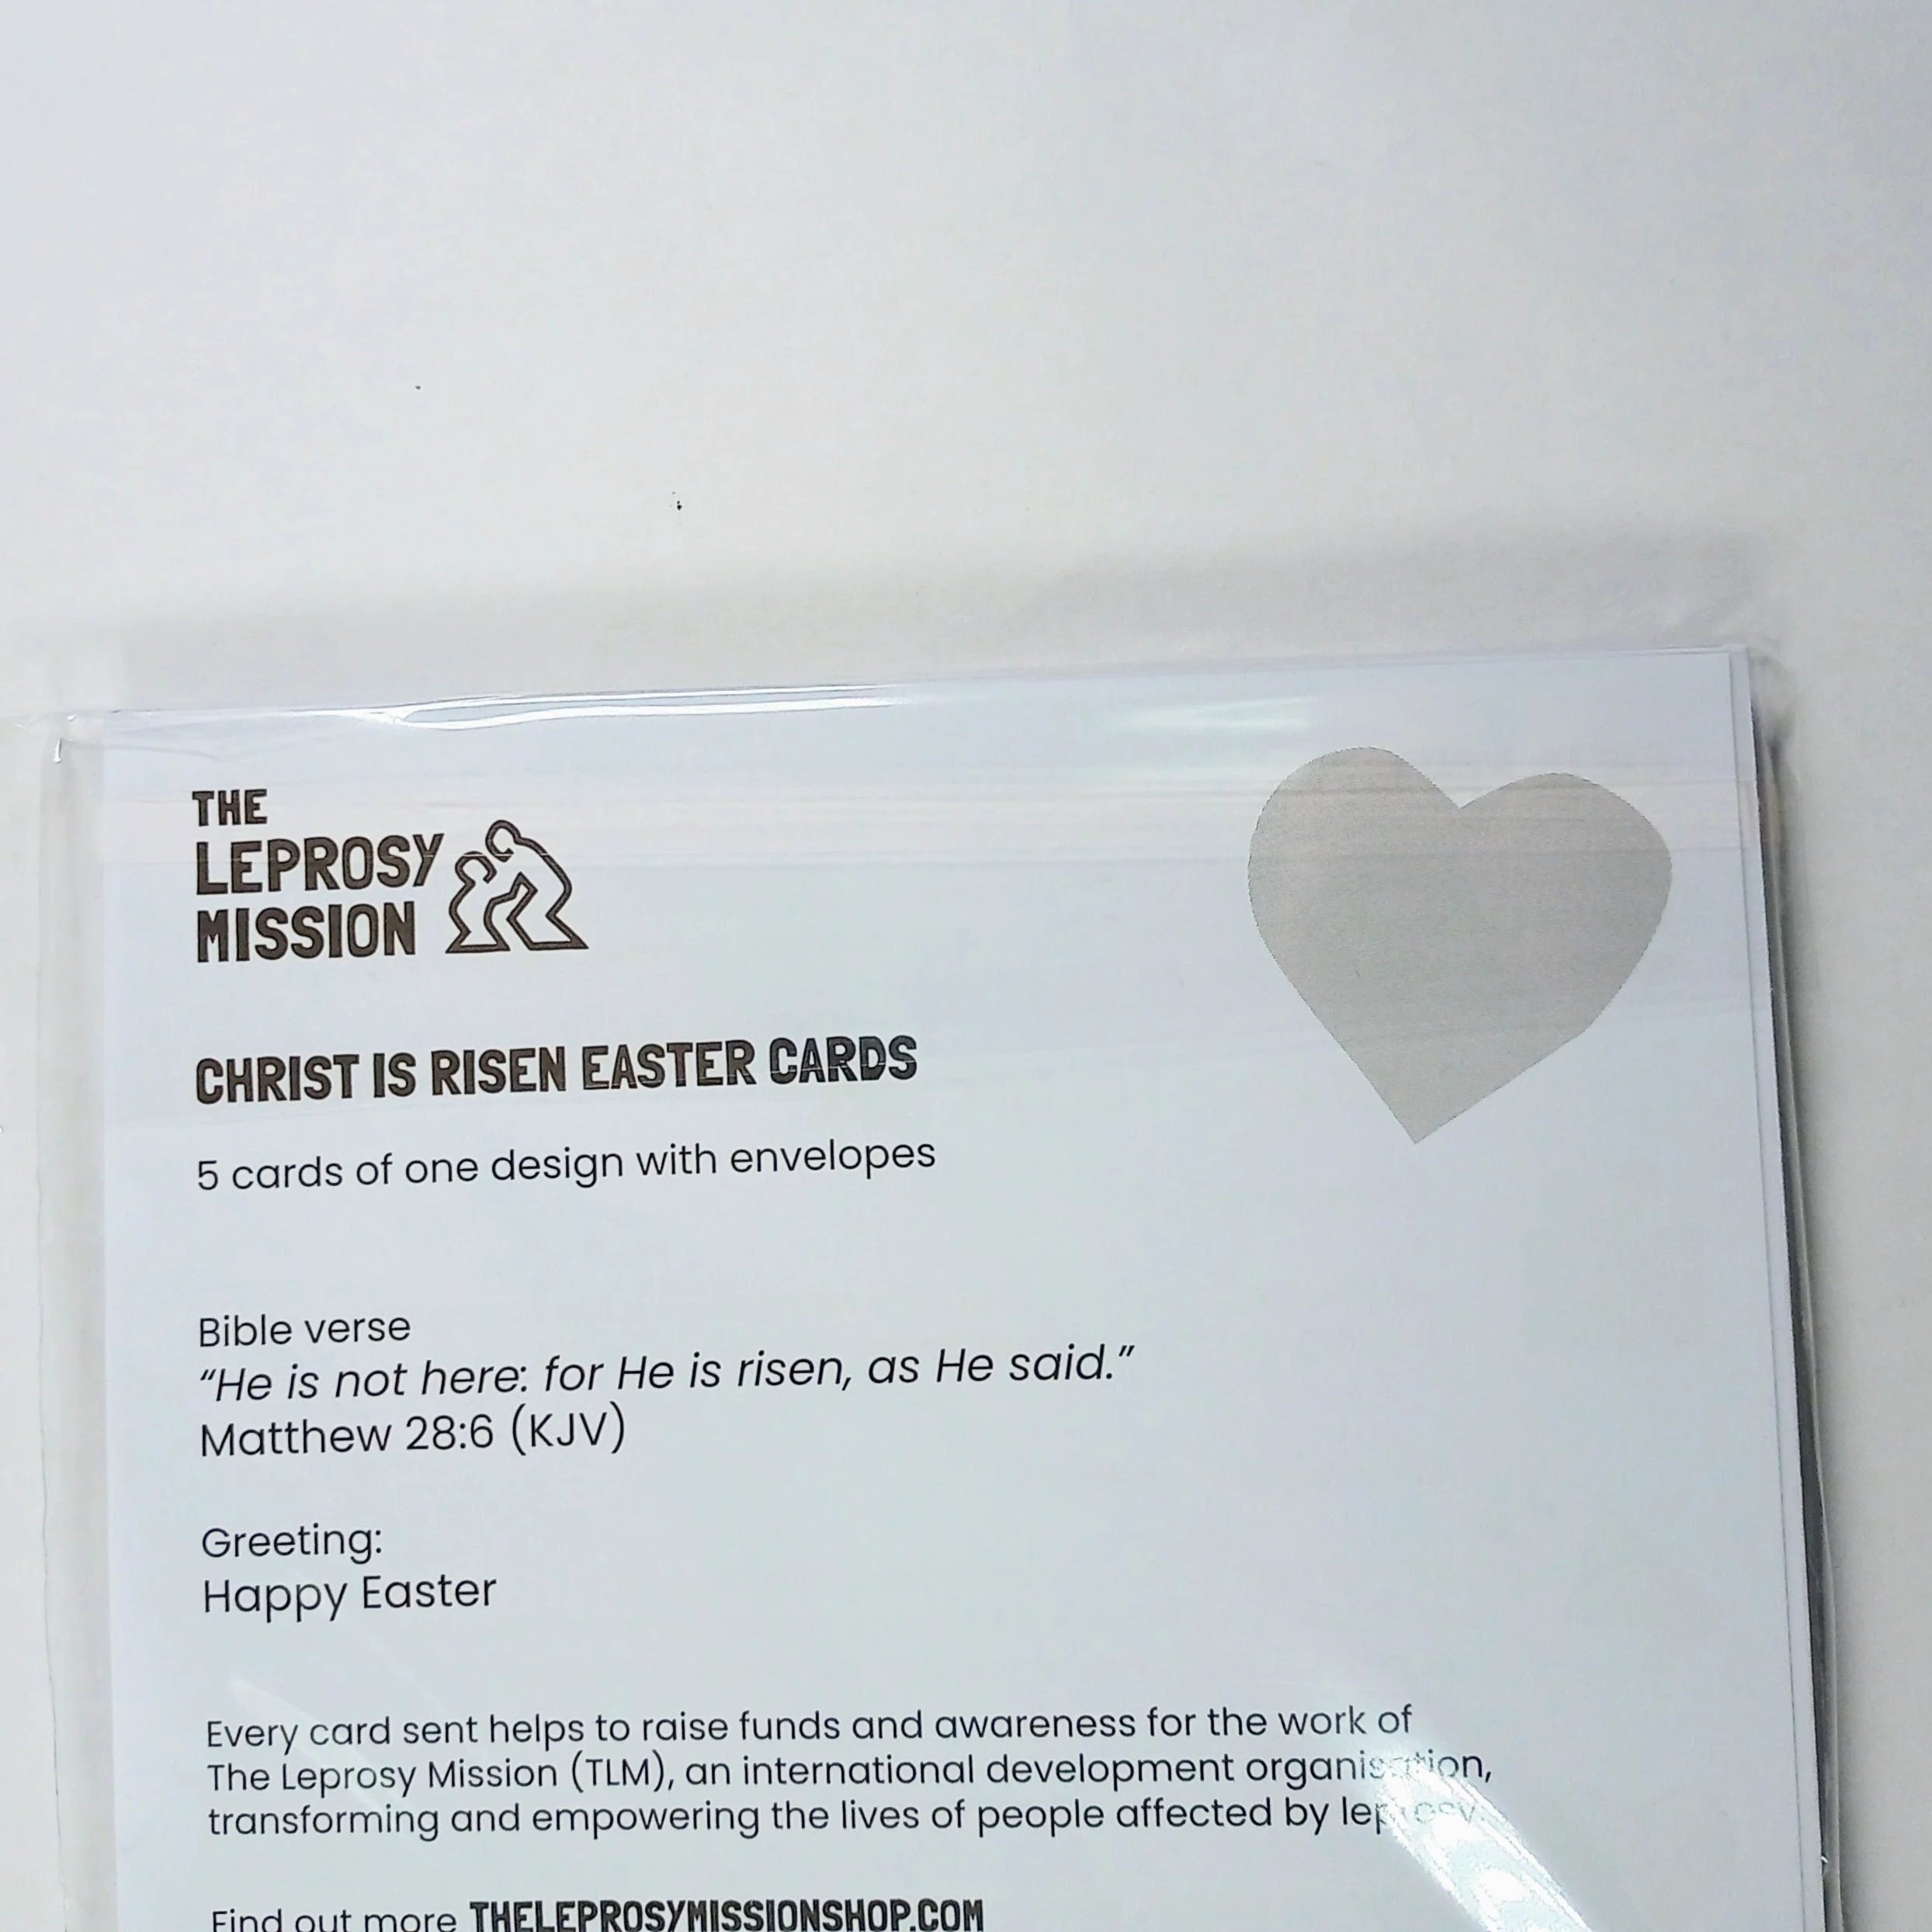 THE
LEPROSY
MISSION
CHRIST IS RISEN EASTER CARDS
5 cards of one design with envelopes
Bible verse
“He is not here: for He is risen, as He said.”
Matthew 28:6 (KJV)
Greeting:
Happy Easter
Every card sent helps to raise funds and awareness for the work of
The Leprosy Mission (TLM), an international development organisation,
transforming and empowering the lives of people affected by leprosy.
Find out more THELEPROSYMISSIONSHOP.COM